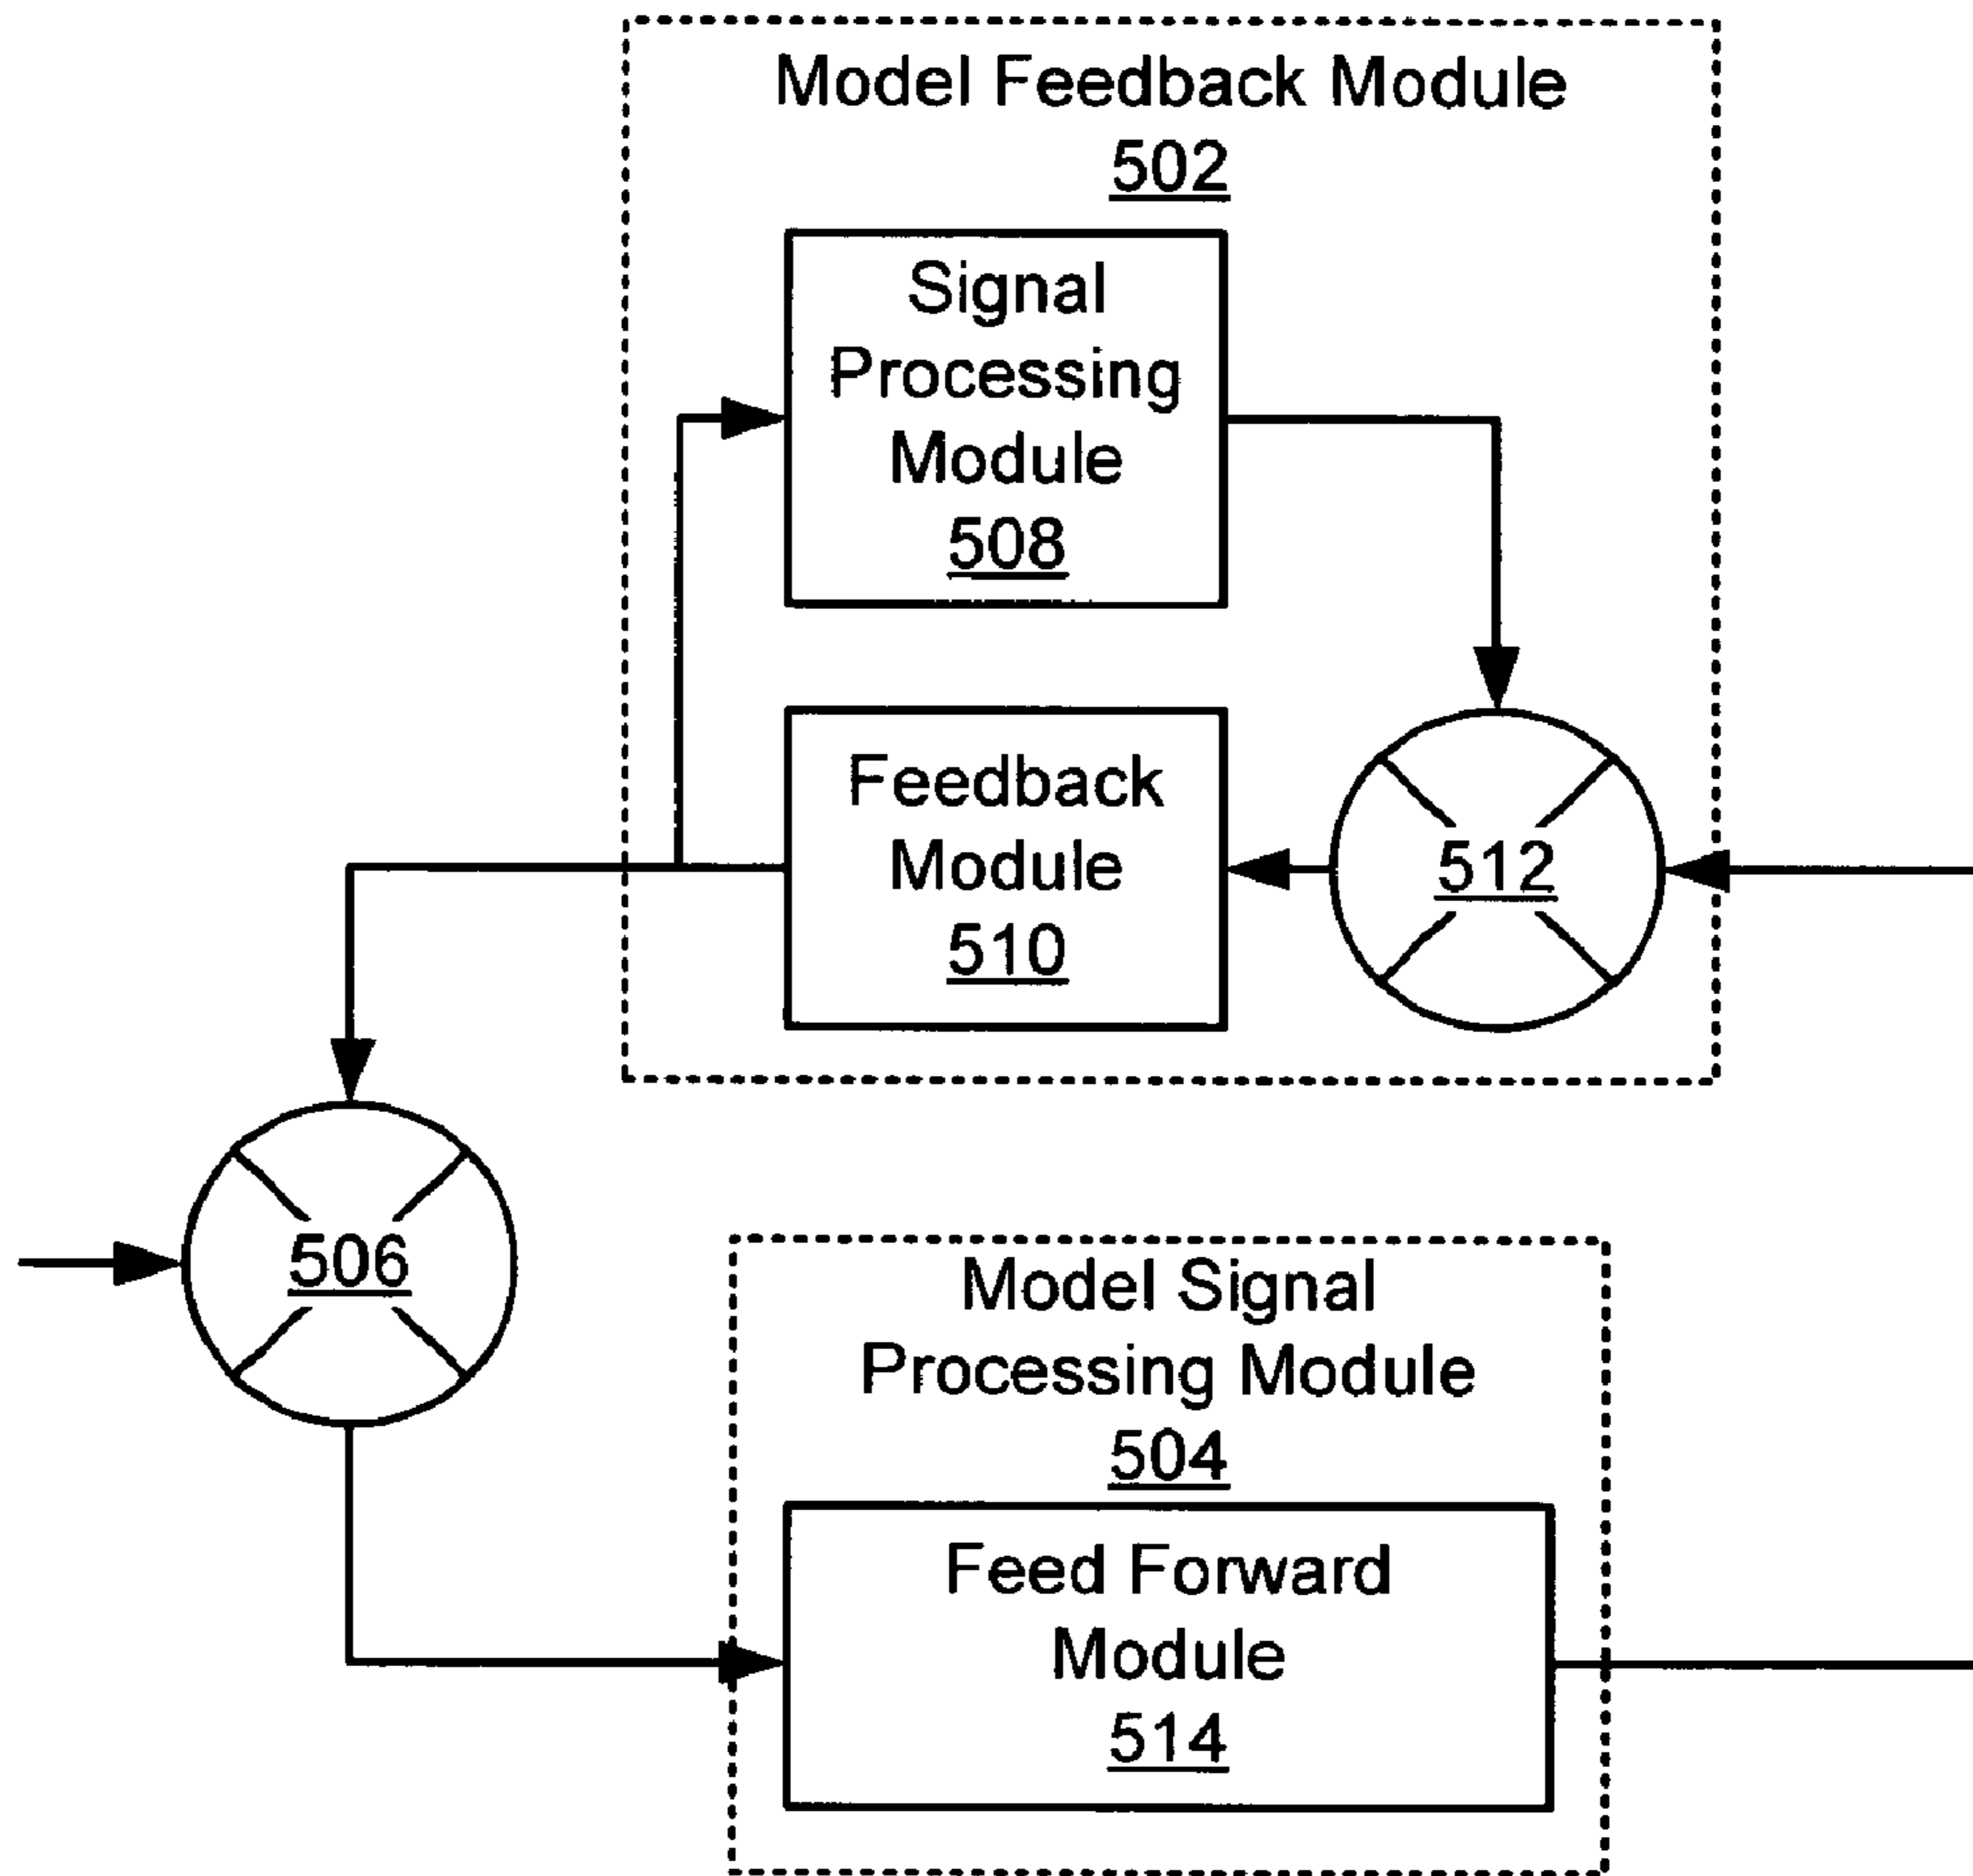 Model Feedback Module
502
Signal
Processing
Module
508
Feedback
Module
510
512
506
Model Signal
Processing Module
504
Feed Forward
Module
514